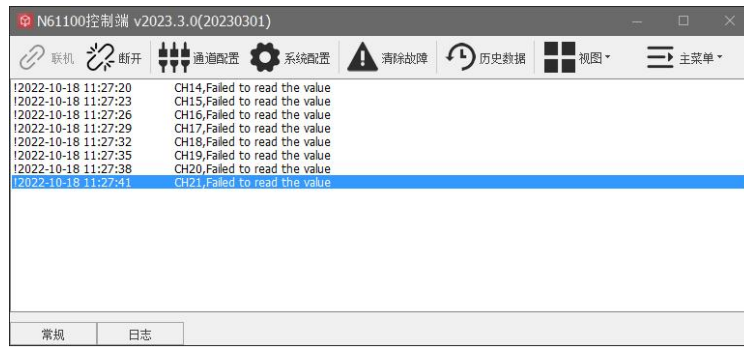 N61100控制端 v2023.3.0(20230301)
联机 断开 通道配置 系统配置 清除故障 历史数据 视图 主菜单
!2022-10-18 11:27:20 CH14,Failed to read the value
!2022-10-18 11:27:23 CH15,Failed to read the value
!2022-10-18 11:27:26 CH16,Failed to read the value
!2022-10-18 11:27:29 CH17,Failed to read the value
!2022-10-18 11:27:32 CH18,Failed to read the value
!2022-10-18 11:27:35 CH19,Failed to read the value
!2022-10-18 11:27:38 CH20,Failed to read the value
!2022-10-18 11:27:41 CH21,Failed to read the value
常规 日志